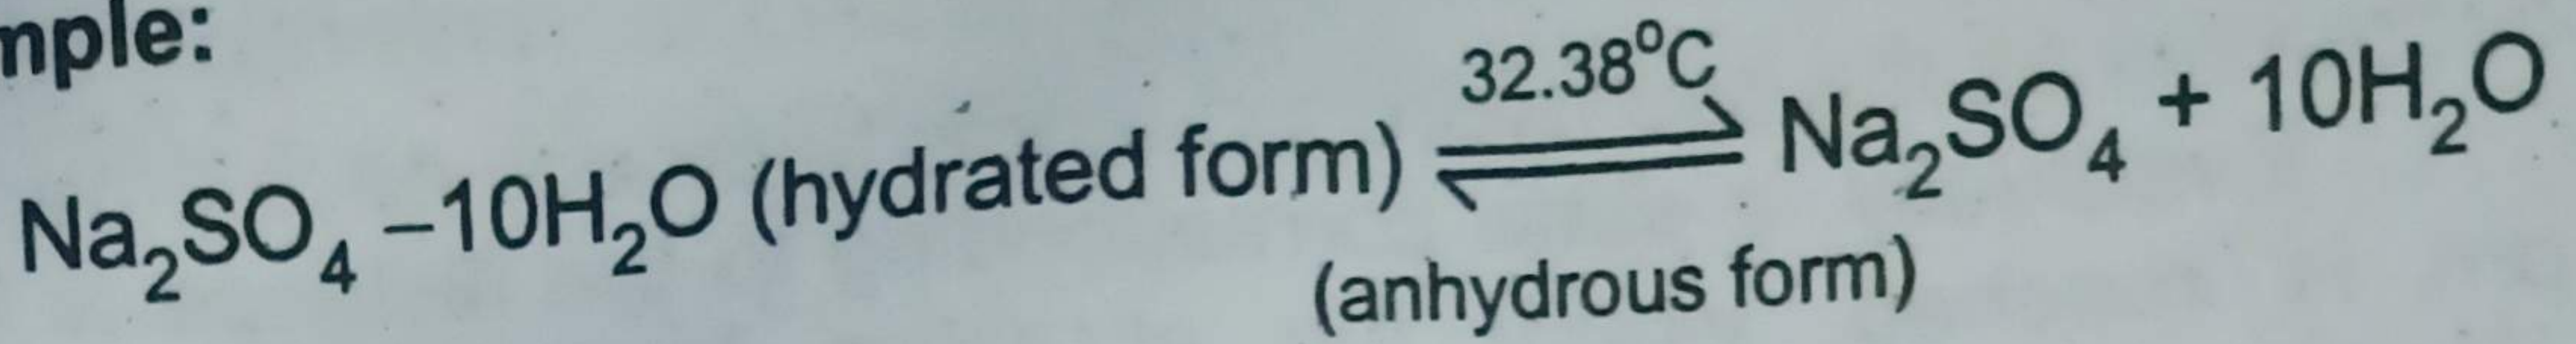 nple:
32.38°C
Na₂SO₄ –10H₂O (hydrated form) ⇌ Na₂SO₄ + 10H₂O
(anhydrous form)